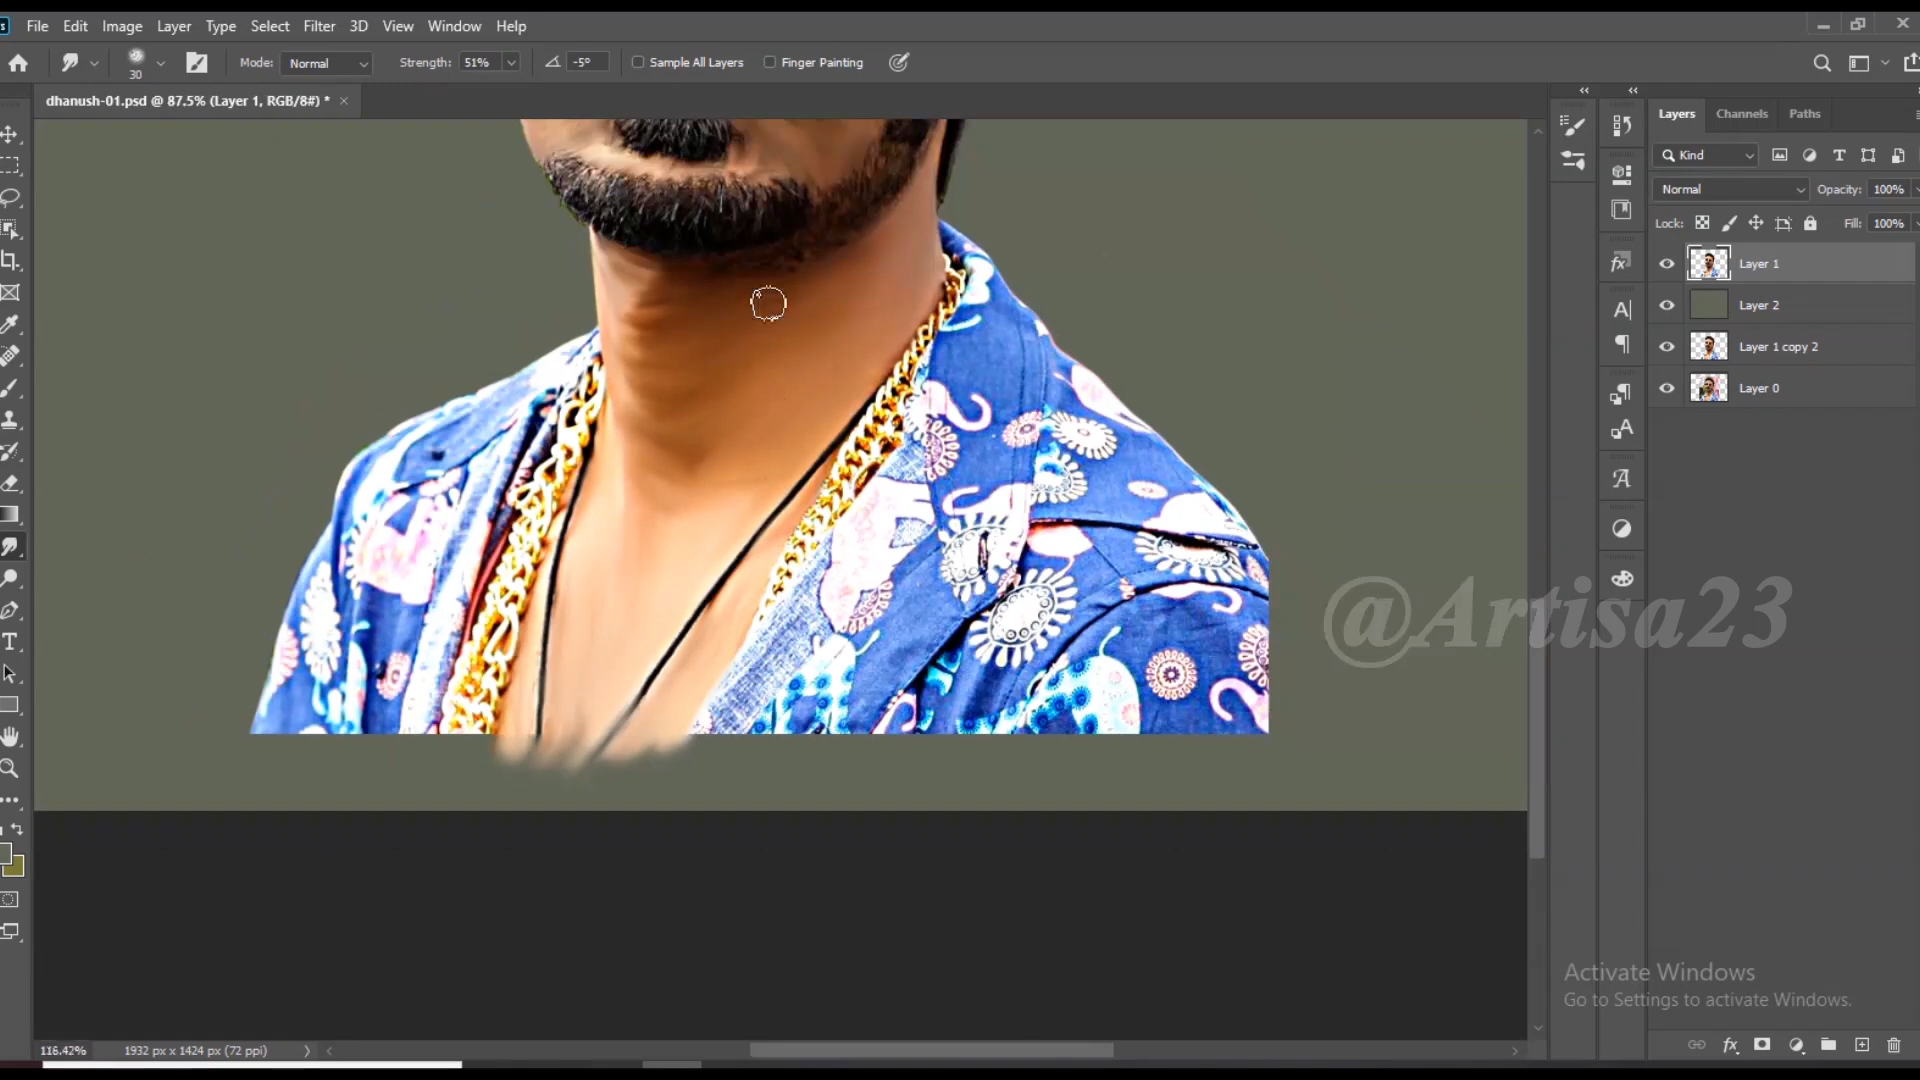 File Edit Image Layer Type Select Filter 3D View Window Help
30 Mode: Normal Strength: 51% -5° Sample All Layers Finger Painting
dhanush-01.psd @ 87.5% (Layer 1, RGB/8#) * ×
Layers Channels Paths
Kind
Normal Opacity: 100%
Lock: Fill: 100%
Layer 1
Layer 2
Layer 1 copy 2
Layer 0
@Artisa23
Activate Windows
Go to Settings to activate Windows.
116.42% 1932 px x 1424 px (72 ppi)